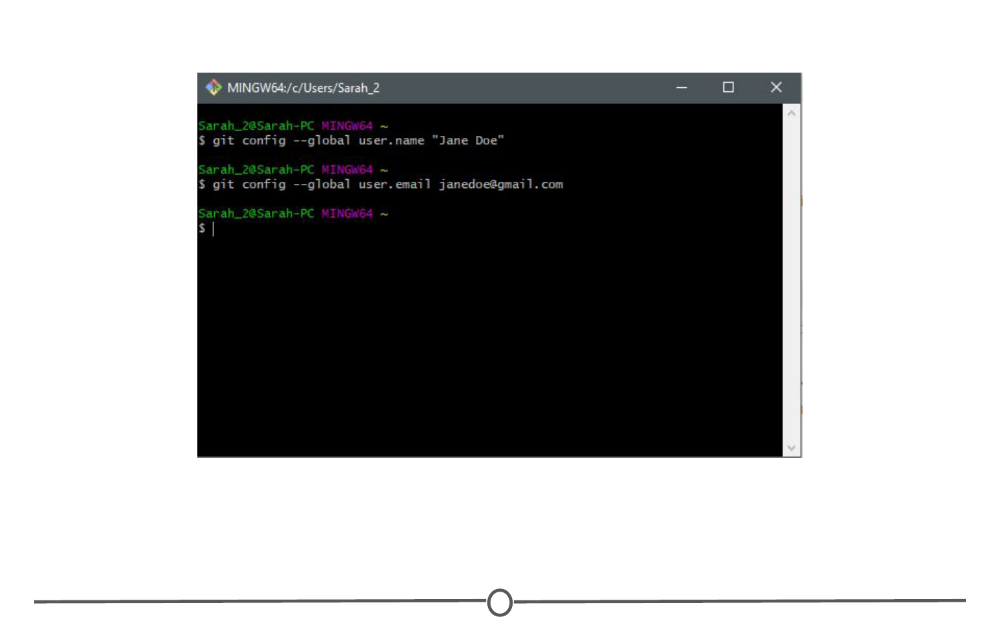 MINGW64:/c/Users/Sarah_2
Sarah_2@Sarah-PC MINGW64 ~
$ git config --global user.name "Jane Doe"
Sarah_2@Sarah-PC MINGW64 ~
$ git config --global user.email janedoe@gmail.com
Sarah_2@Sarah-PC MINGW64 ~
$